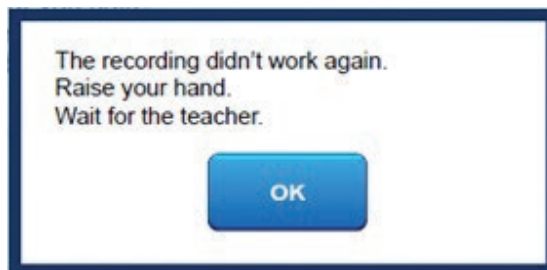 The recording didn’t work again.
Raise your hand.
Wait for the teacher.
OK